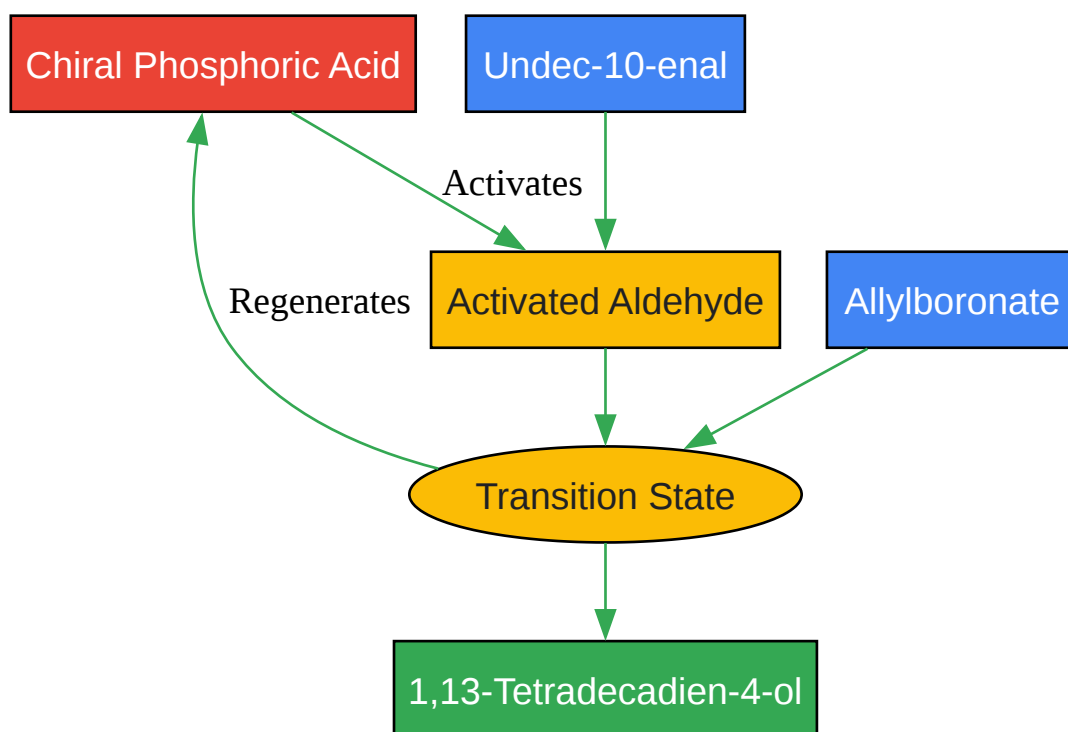 Chiral Phosphoric Acid
Undec-10-enal
Activates
Regenerates
Activated Aldehyde
Allylboronate
Transition State
1,13-Tetradecadien-4-ol